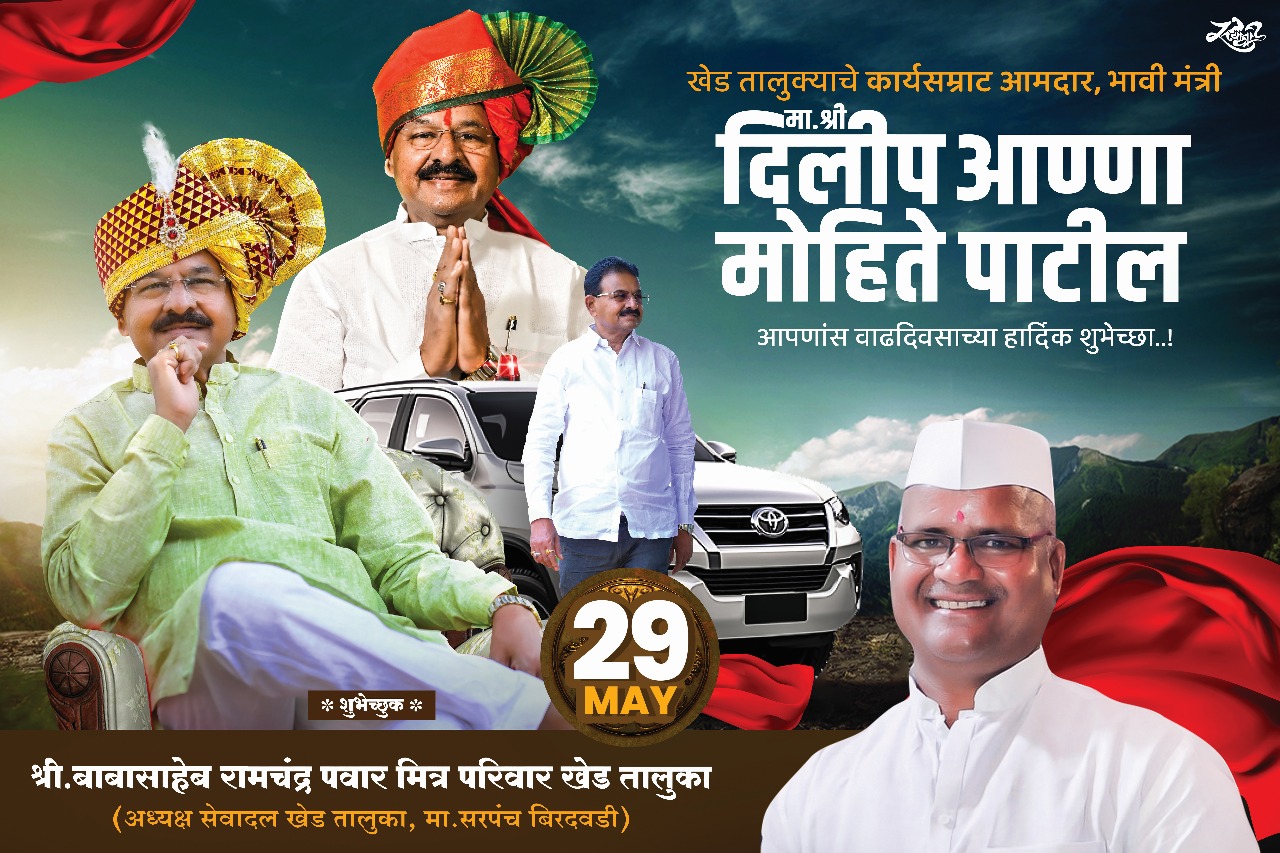 खेड तालुक्याचे कार्यसम्राट आमदार, भावी मंत्री
मा.श्री
दिलीप आण्णा
मोहिते पाटील
आपणांस वाढदिवसाच्या हार्दिक शुभेच्छा..!
29
MAY
शुभेच्छुक
श्री.बाबासाहेब रामचंद्र पवार मित्र परिवार खेड तालुका
(अध्यक्ष सेवादल खेड तालुका, मा.सरपंच बिरदवडी)